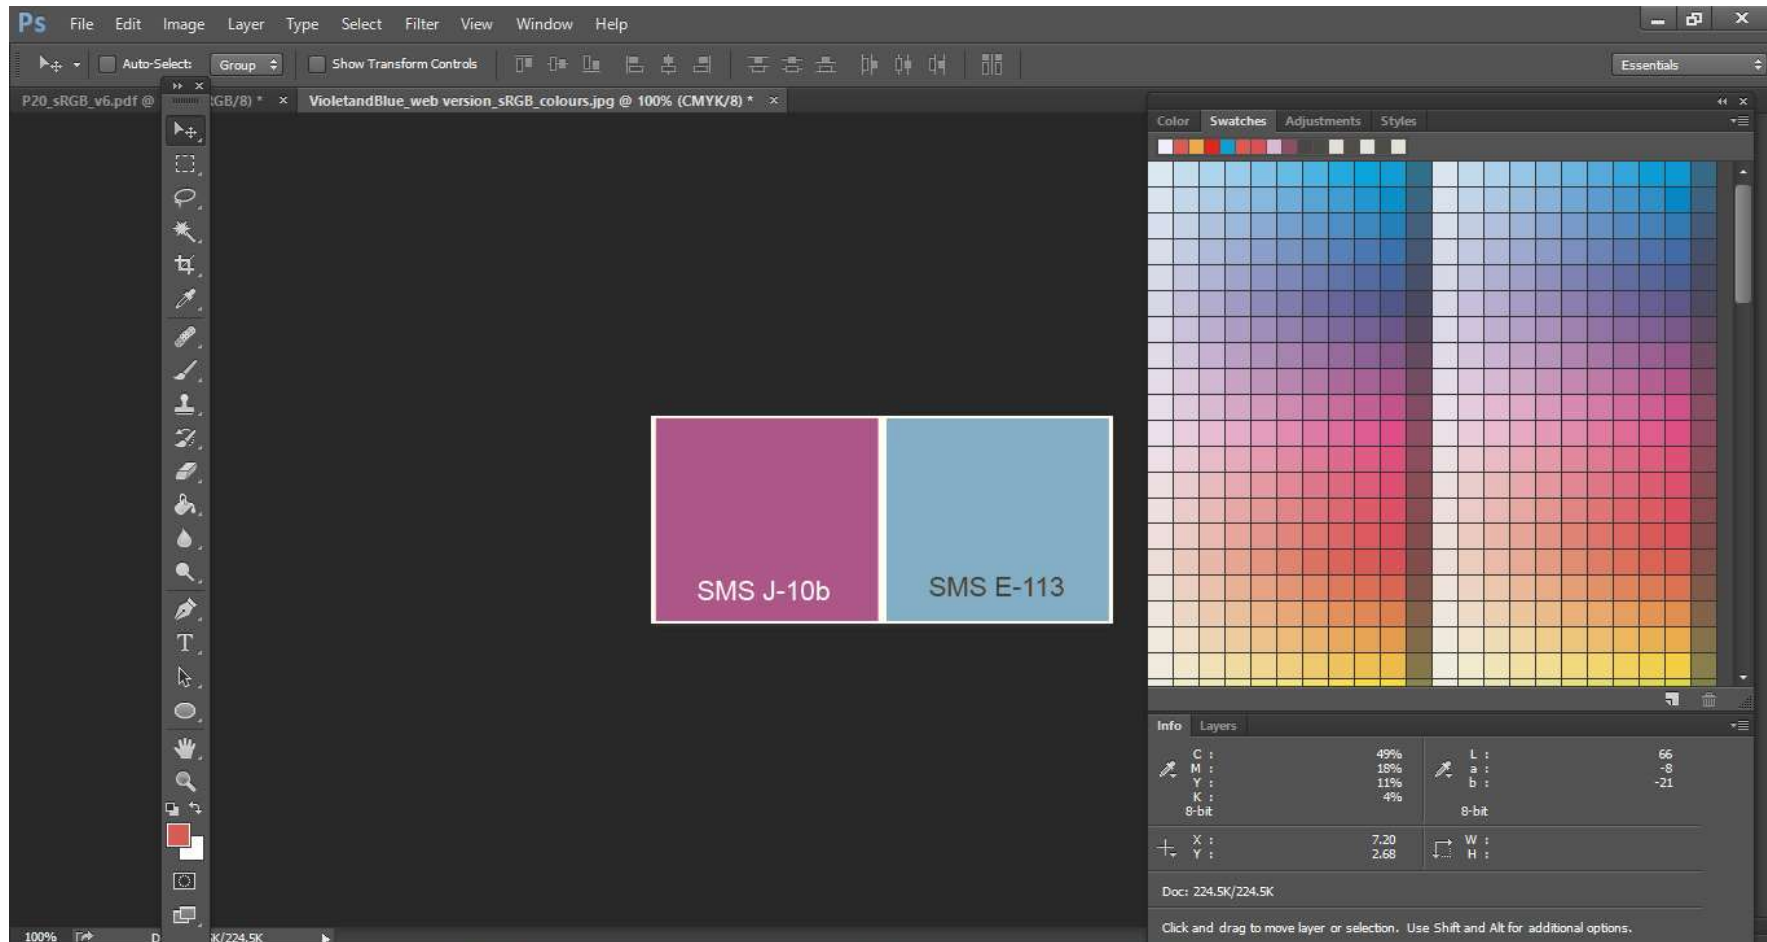 Ps File Edit Image Layer Type Select Filter View Window Help
Auto-Select: Group Show Transform Controls Essentials
P20_sRGB_v6.pdf @ GB/8) * × VioletandBlue_web version_sRGB_colours.jpg @ 100% (CMYK/8) * ×
Color Swatches Adjustments Styles
SMS J-10b SMS E-113
Info Layers
C : 49% L : 66
M : 18% a : -8
Y : 11% b : -21
K : 4%
8-bit 8-bit
X : 7.20 W :
Y : 2.68 H :
Doc: 224.5K/224.5K
Click and drag to move layer or selection. Use Shift and Alt for additional options.
100% D K/224.5K